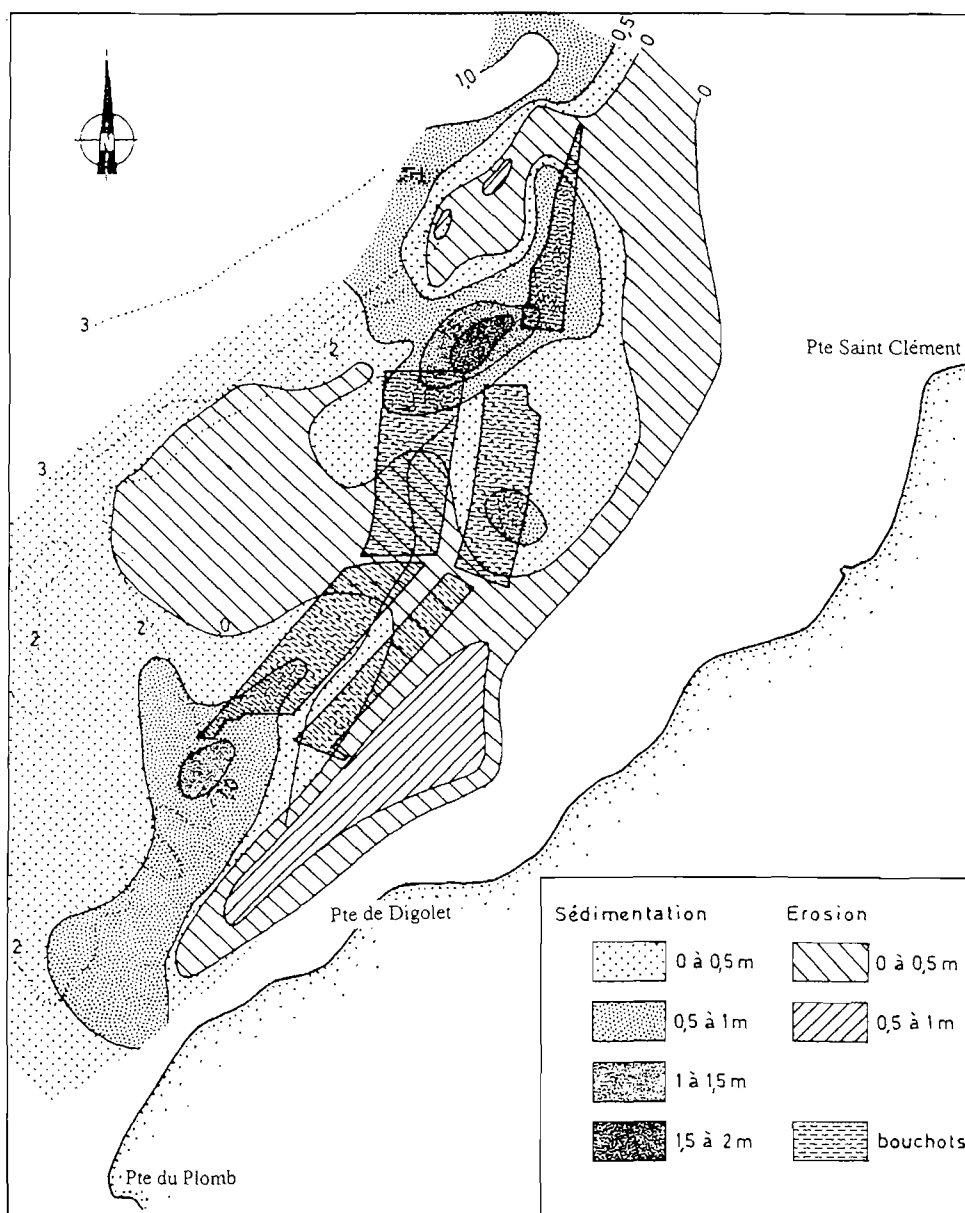 0,5
0
0
1,0
3
2
Pte Saint Clément
3
2
2
0
2
Pte de Digolet
Pte du Plomb
Sédimentation
Erosion
0 à 0,5 m
0 à 0,5 m
0,5 à 1 m
0,5 à 1 m
1 à 1,5 m
1,5 à 2 m
bouchots